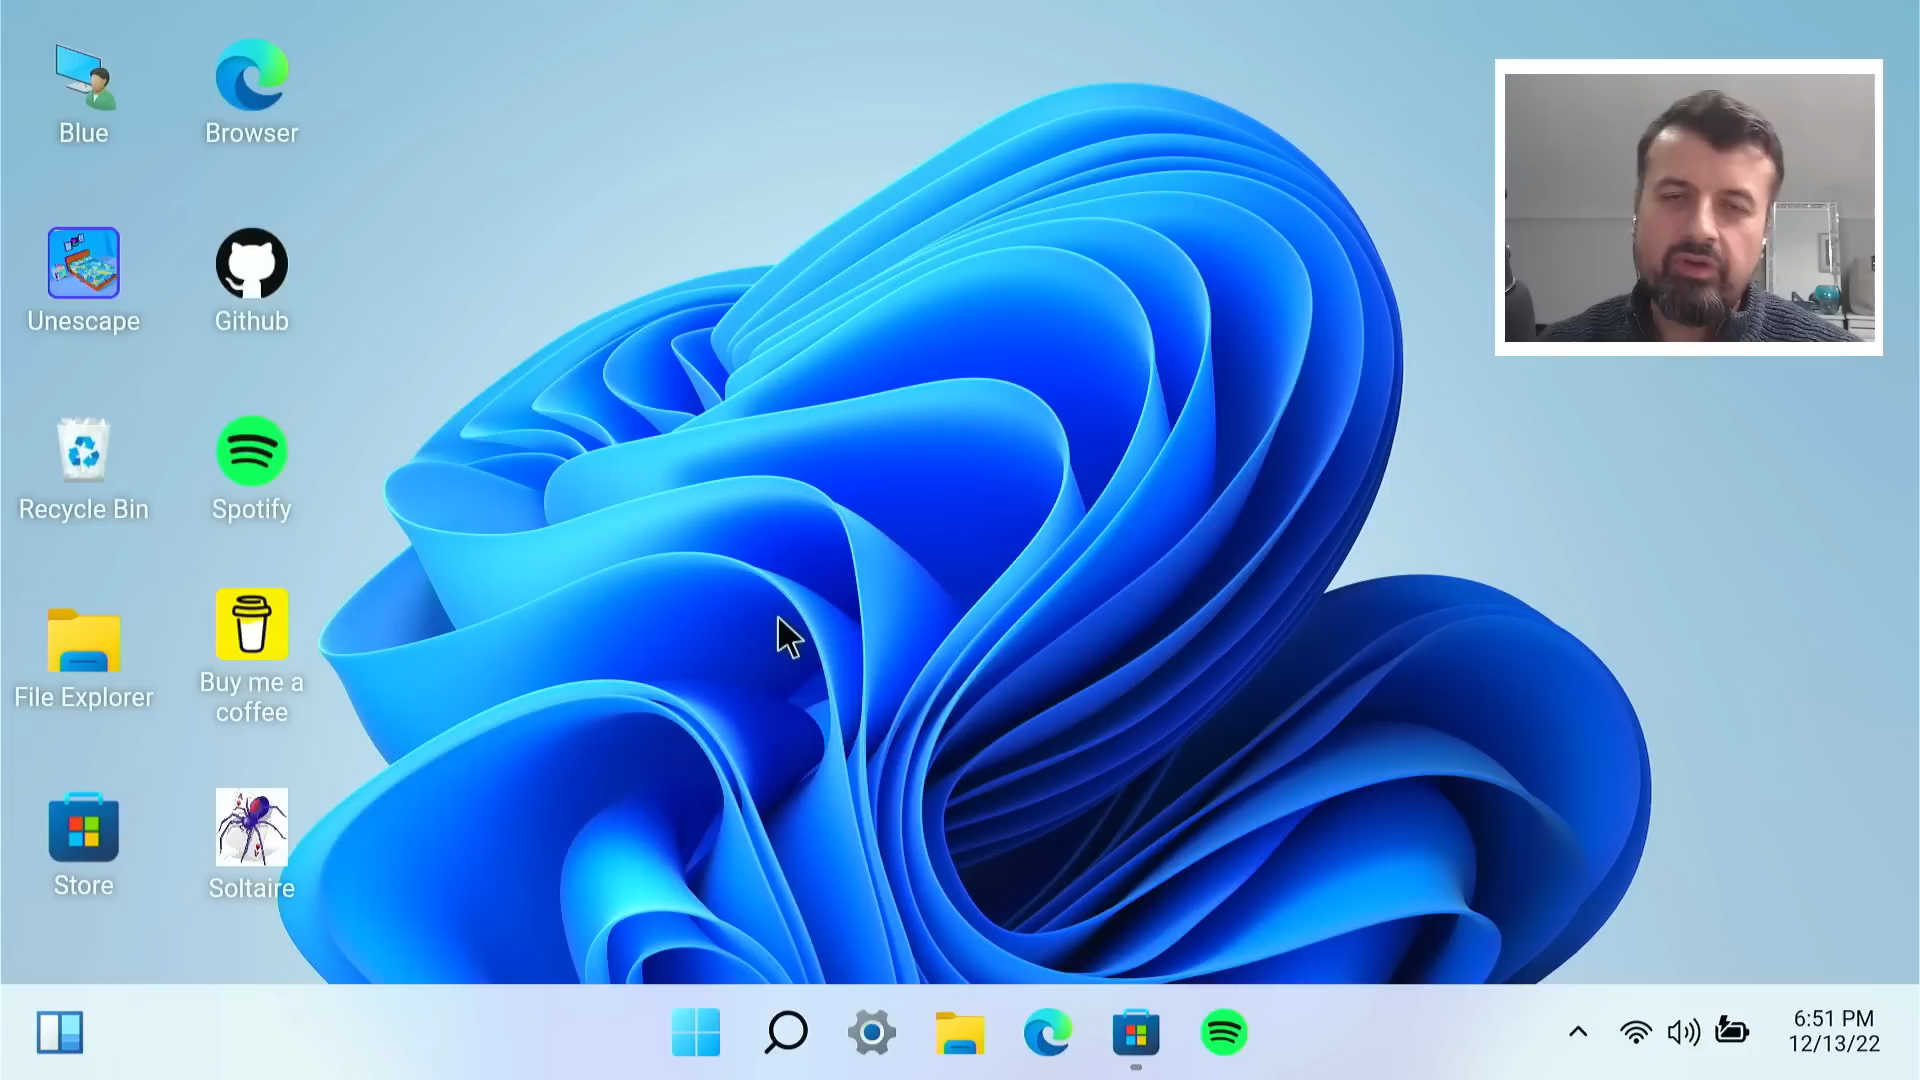 Blue
Browser
Unescape
Github
Recycle Bin
Spotify
File Explorer
Buy me a
coffee
Store
Soltaire
6:51 PM
12/13/22